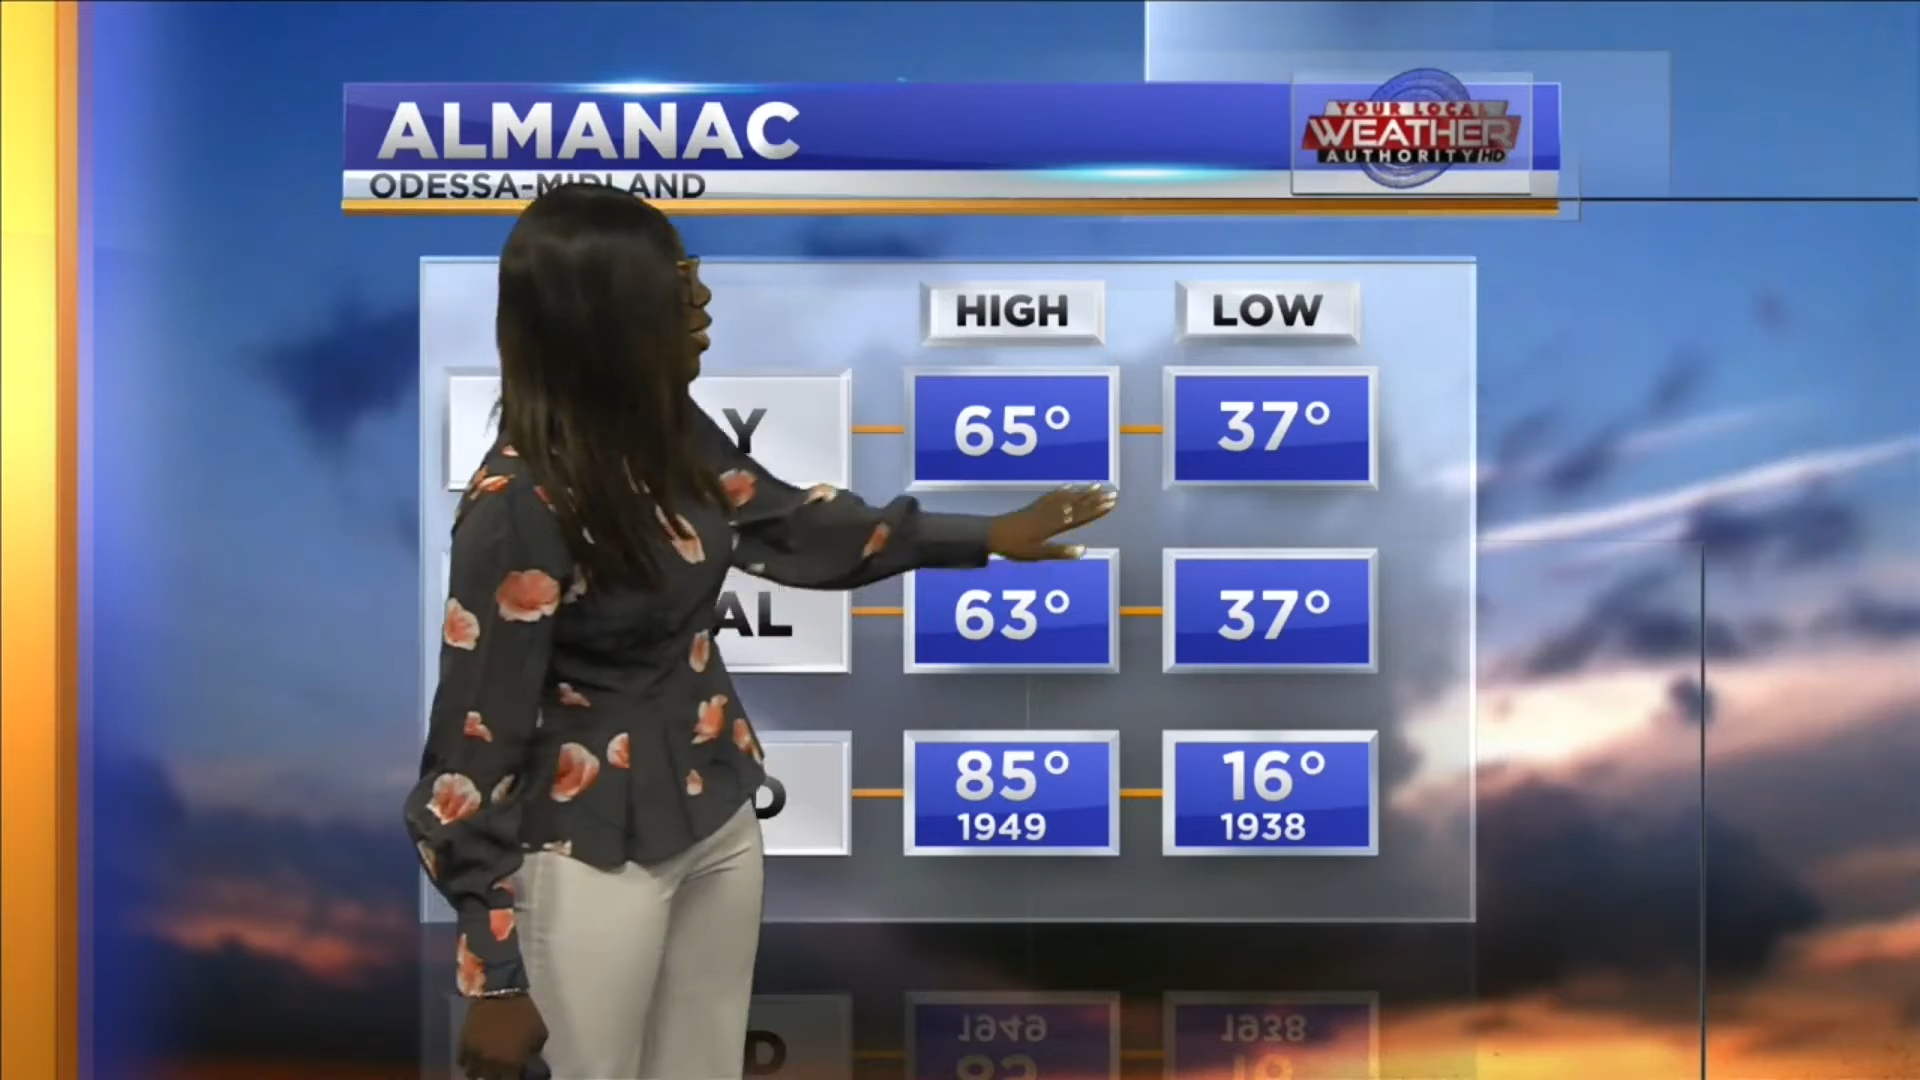 ALMANAC
ODESSA-MIDLAND
YOUR LOCAL
WEATHER
AUTHORITY HD
HIGH LOW
65° 37°
63° 37°
85° 16°
1949 1938